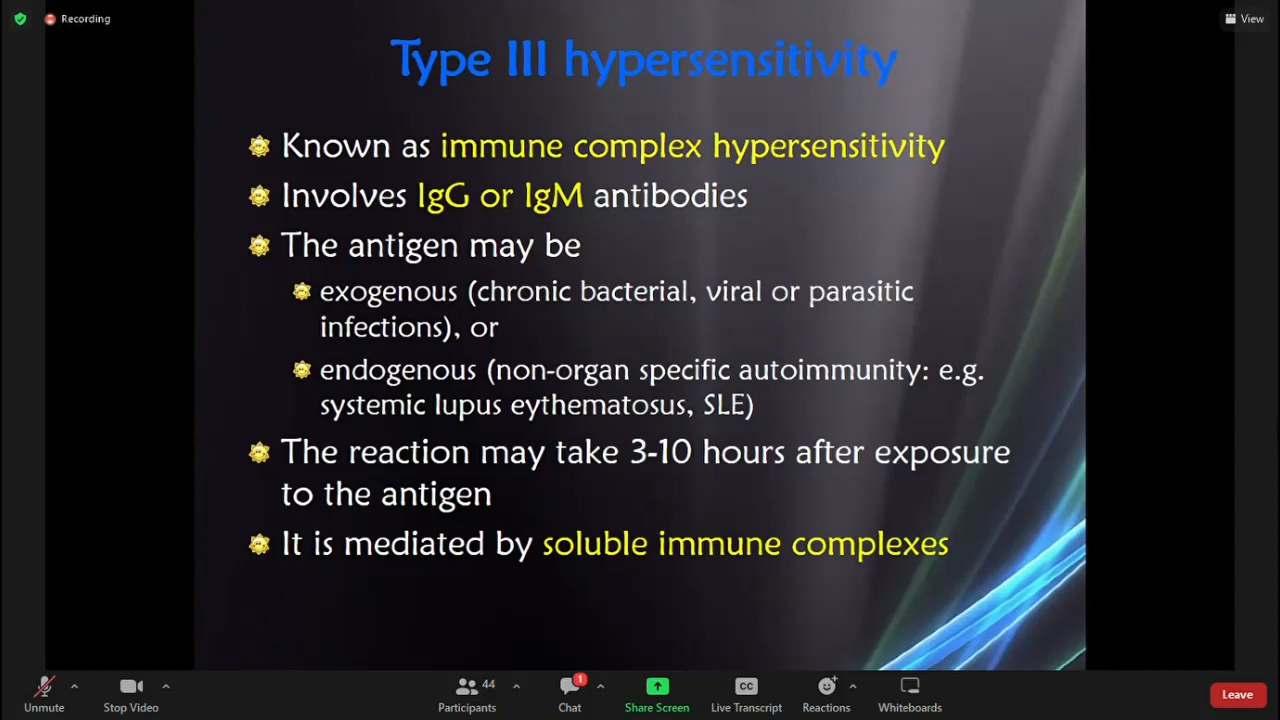 Recording
View
Type III hypersensitivity
Known as immune complex hypersensitivity
Involves IgG or IgM antibodies
The antigen may be
exogenous (chronic bacterial, viral or parasitic
infections), or
endogenous (non-organ specific autoimmunity: e.g.
systemic lupus eythematosus, SLE)
The reaction may take 3-10 hours after exposure
to the antigen
It is mediated by soluble immune complexes
44
1
CC
Unmute
Stop Video
Participants
Chat
Share Screen
Live Transcript
Reactions
Whiteboards
Leave